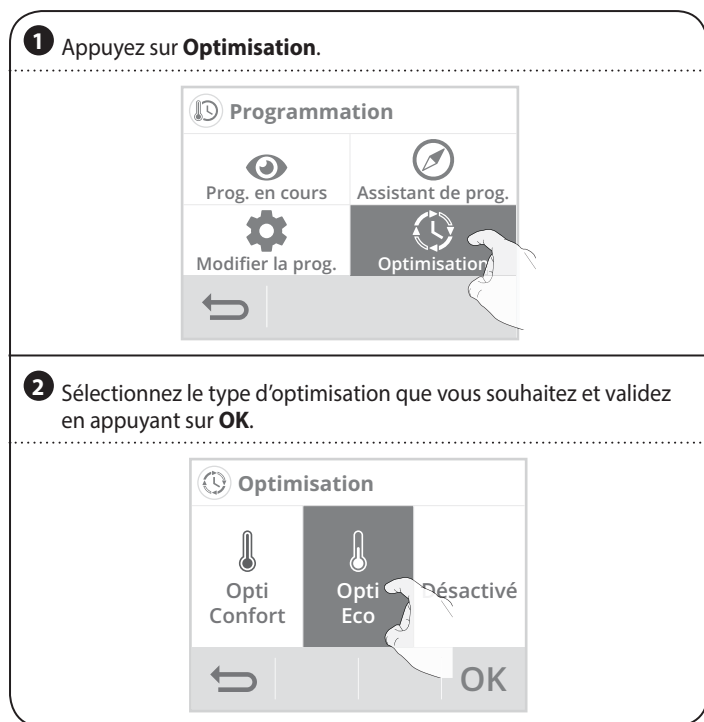 1 Appuyez sur Optimisation.
Programmation
Prog. en cours
Assistant de prog.
Modifier la prog.
Optimisation
2 Sélectionnez le type d'optimisation que vous souhaitez et validez
en appuyant sur OK.
Optimisation
Opti
Confort
Opti
Eco
Désactivé
OK